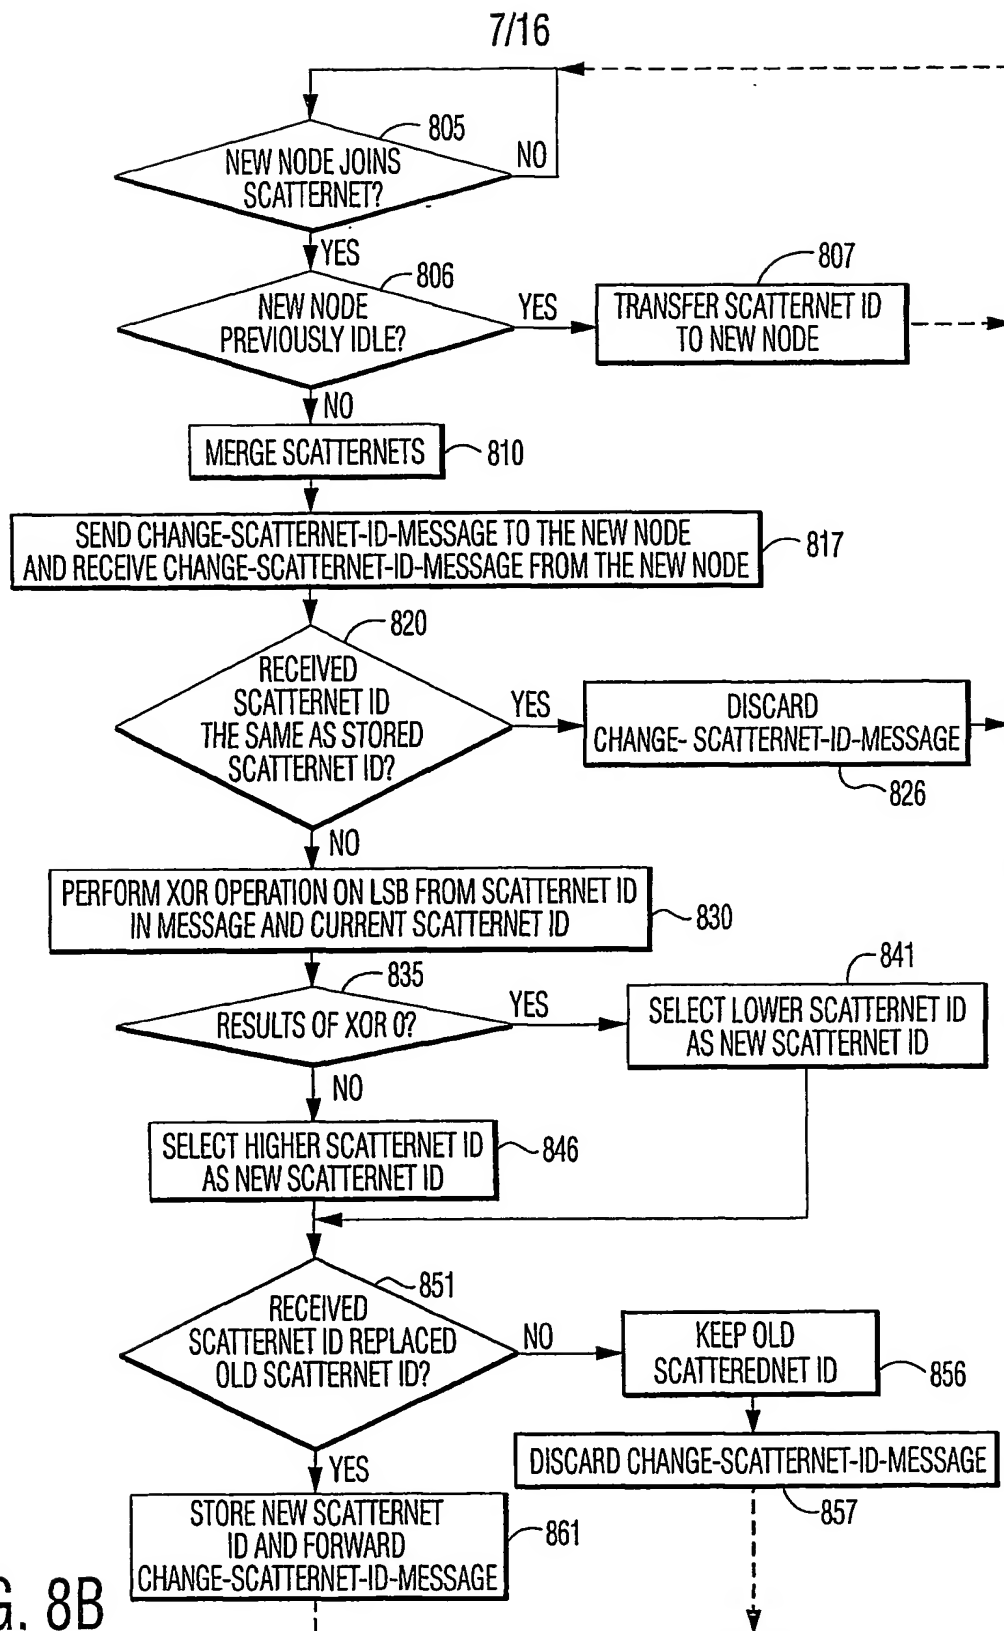 7/16
805
NEW NODE JOINS
SCATTERNET?
NO
YES
806
NEW NODE
PREVIOUSLY IDLE?
YES
807
TRANSFER SCATTERNET ID
TO NEW NODE
NO
MERGE SCATTERNETS
810
SEND CHANGE-SCATTERNET-ID-MESSAGE TO THE NEW NODE
AND RECEIVE CHANGE-SCATTERNET-ID-MESSAGE FROM THE NEW NODE
817
820
RECEIVED
SCATTERNET ID
THE SAME AS STORED
SCATTERNET ID?
YES
DISCARD
CHANGE- SCATTERNET-ID-MESSAGE
826
NO
PERFORM XOR OPERATION ON LSB FROM SCATTERNET ID
IN MESSAGE AND CURRENT SCATTERNET ID
830
835
RESULTS OF XOR 0?
YES
841
SELECT LOWER SCATTERNET ID
AS NEW SCATTERNET ID
NO
SELECT HIGHER SCATTERNET ID
AS NEW SCATTERNET ID
846
851
RECEIVED
SCATTERNET ID REPLACED
OLD SCATTERNET ID?
NO
KEEP OLD
SCATTEREDNET ID
856
DISCARD CHANGE-SCATTERNET-ID-MESSAGE
857
YES
STORE NEW SCATTERNET
ID AND FORWARD
CHANGE-SCATTERNET-ID-MESSAGE
861
G. 8B